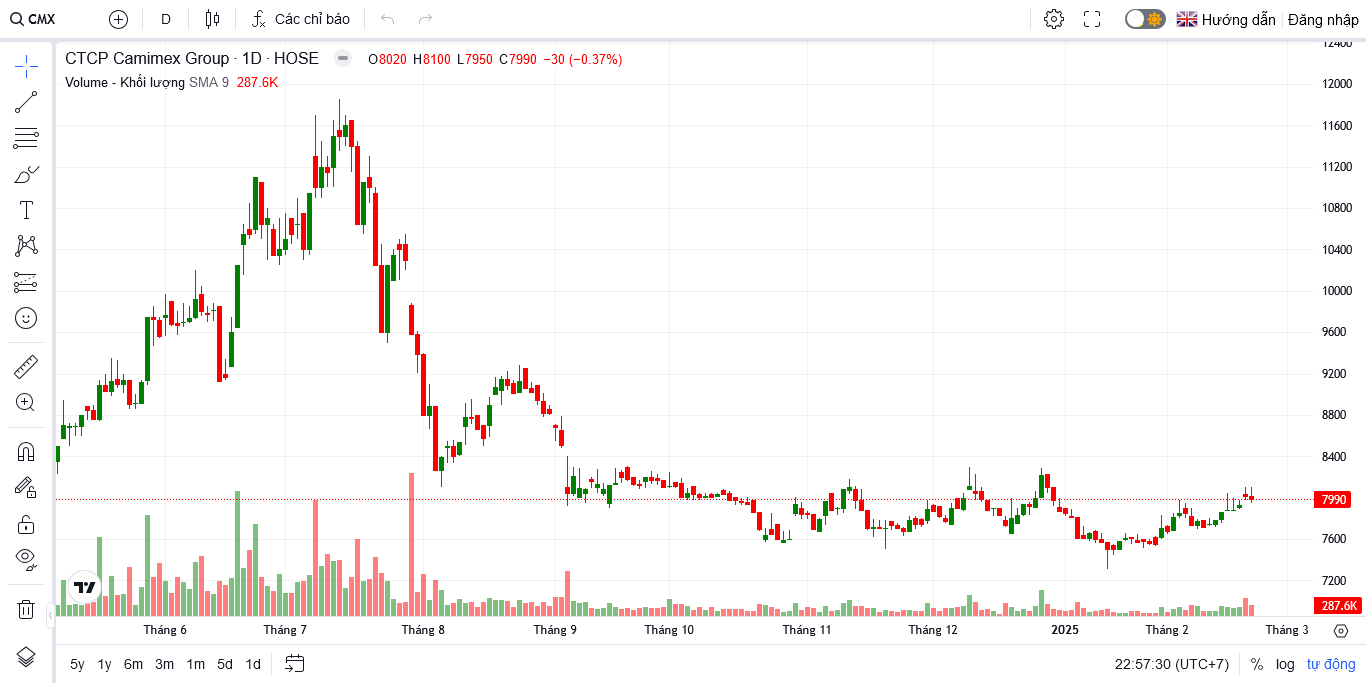 CMX D Các chỉ báo Hướng dẫn Đăng nhập
CTCP Camimex Group · 1D · HOSE O8020 H8100 L7950 C7990 −30 (−0.37%)
Volume - Khối lượng SMA 9 287.6K
12400
12000
11600
11200
10800
10400
10000
9600
9200
8800
8400
7990
7600
7200
287.6K
Tháng 6 Tháng 7 Tháng 8 Tháng 9 Tháng 10 Tháng 11 Tháng 12 2025 Tháng 2 Tháng 3
5y 1y 6m 3m 1m 5d 1d 22:57:30 (UTC+7) % log tự động